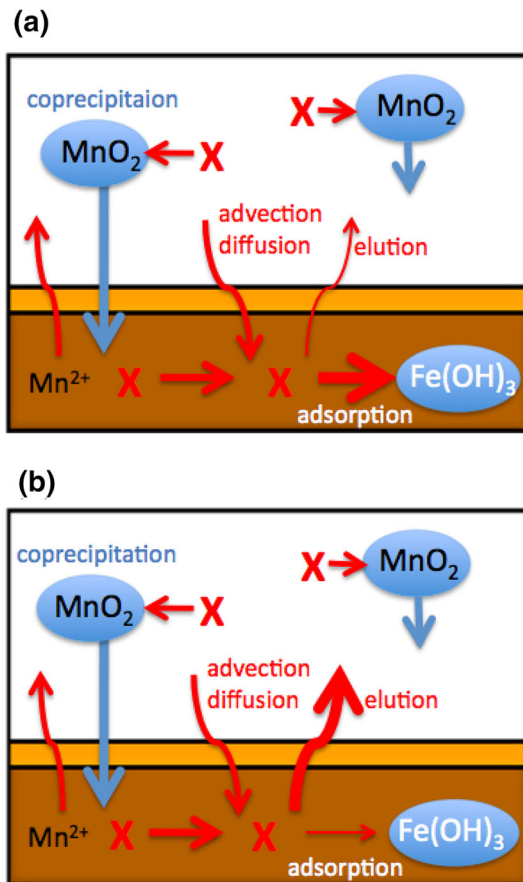 (a)
coprecipitaion
MnO₂
X
X
MnO₂
advection
diffusion
elution
Mn²⁺
X
X
Fe(OH)₃
adsorption
(b)
coprecipitation
MnO₂
X
X
MnO₂
advection
diffusion
elution
Mn²⁺
X
X
Fe(OH)₃
adsorption